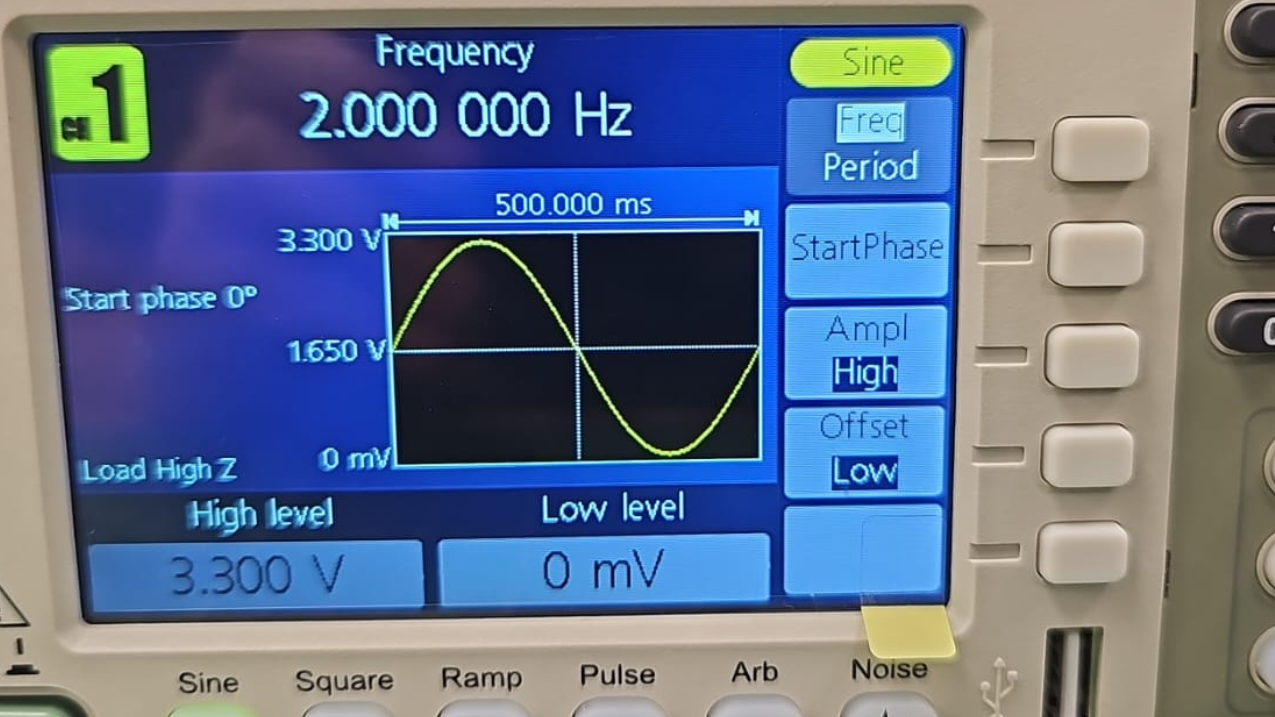 CH 1
Frequency
2.000 000 Hz
Sine
Freq
Period
500.000 ms
3.300 V
StartPhase
Start phase 0°
1.650 V
Ampl
High
Load High Z
0 mV
Offset
Low
High level
Low level
3.300 V
0 mV
Sine
Square
Ramp
Pulse
Arb
Noise